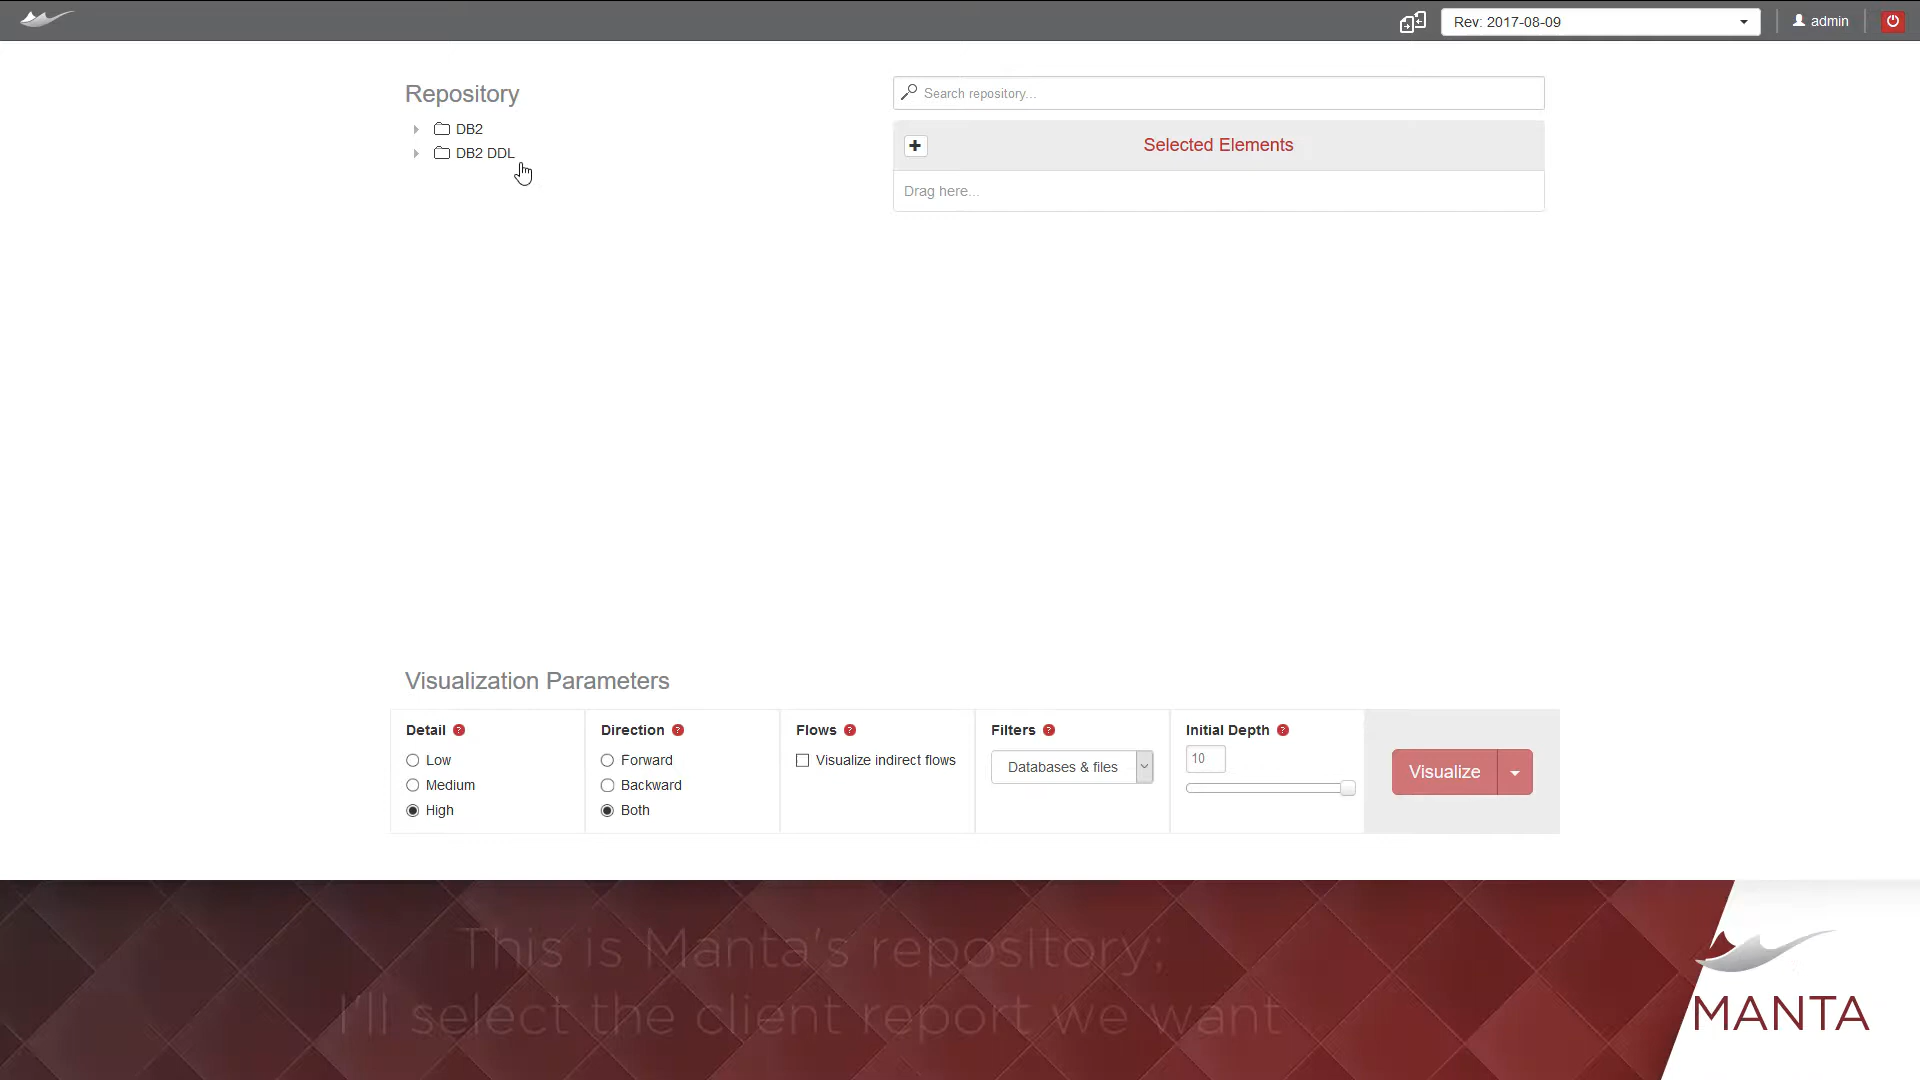 Rev: 2017-08-09
admin
Repository
Search repository...
DB2
DB2 DDL
Selected Elements
Drag here...
Visualization Parameters
Detail
Low
Medium
High
Direction
Forward
Backward
Both
Flows
Visualize indirect flows
Filters
Databases & files
Initial Depth
10
Visualize
This is Manta's repository;
I'll select the client report we want
MANTA